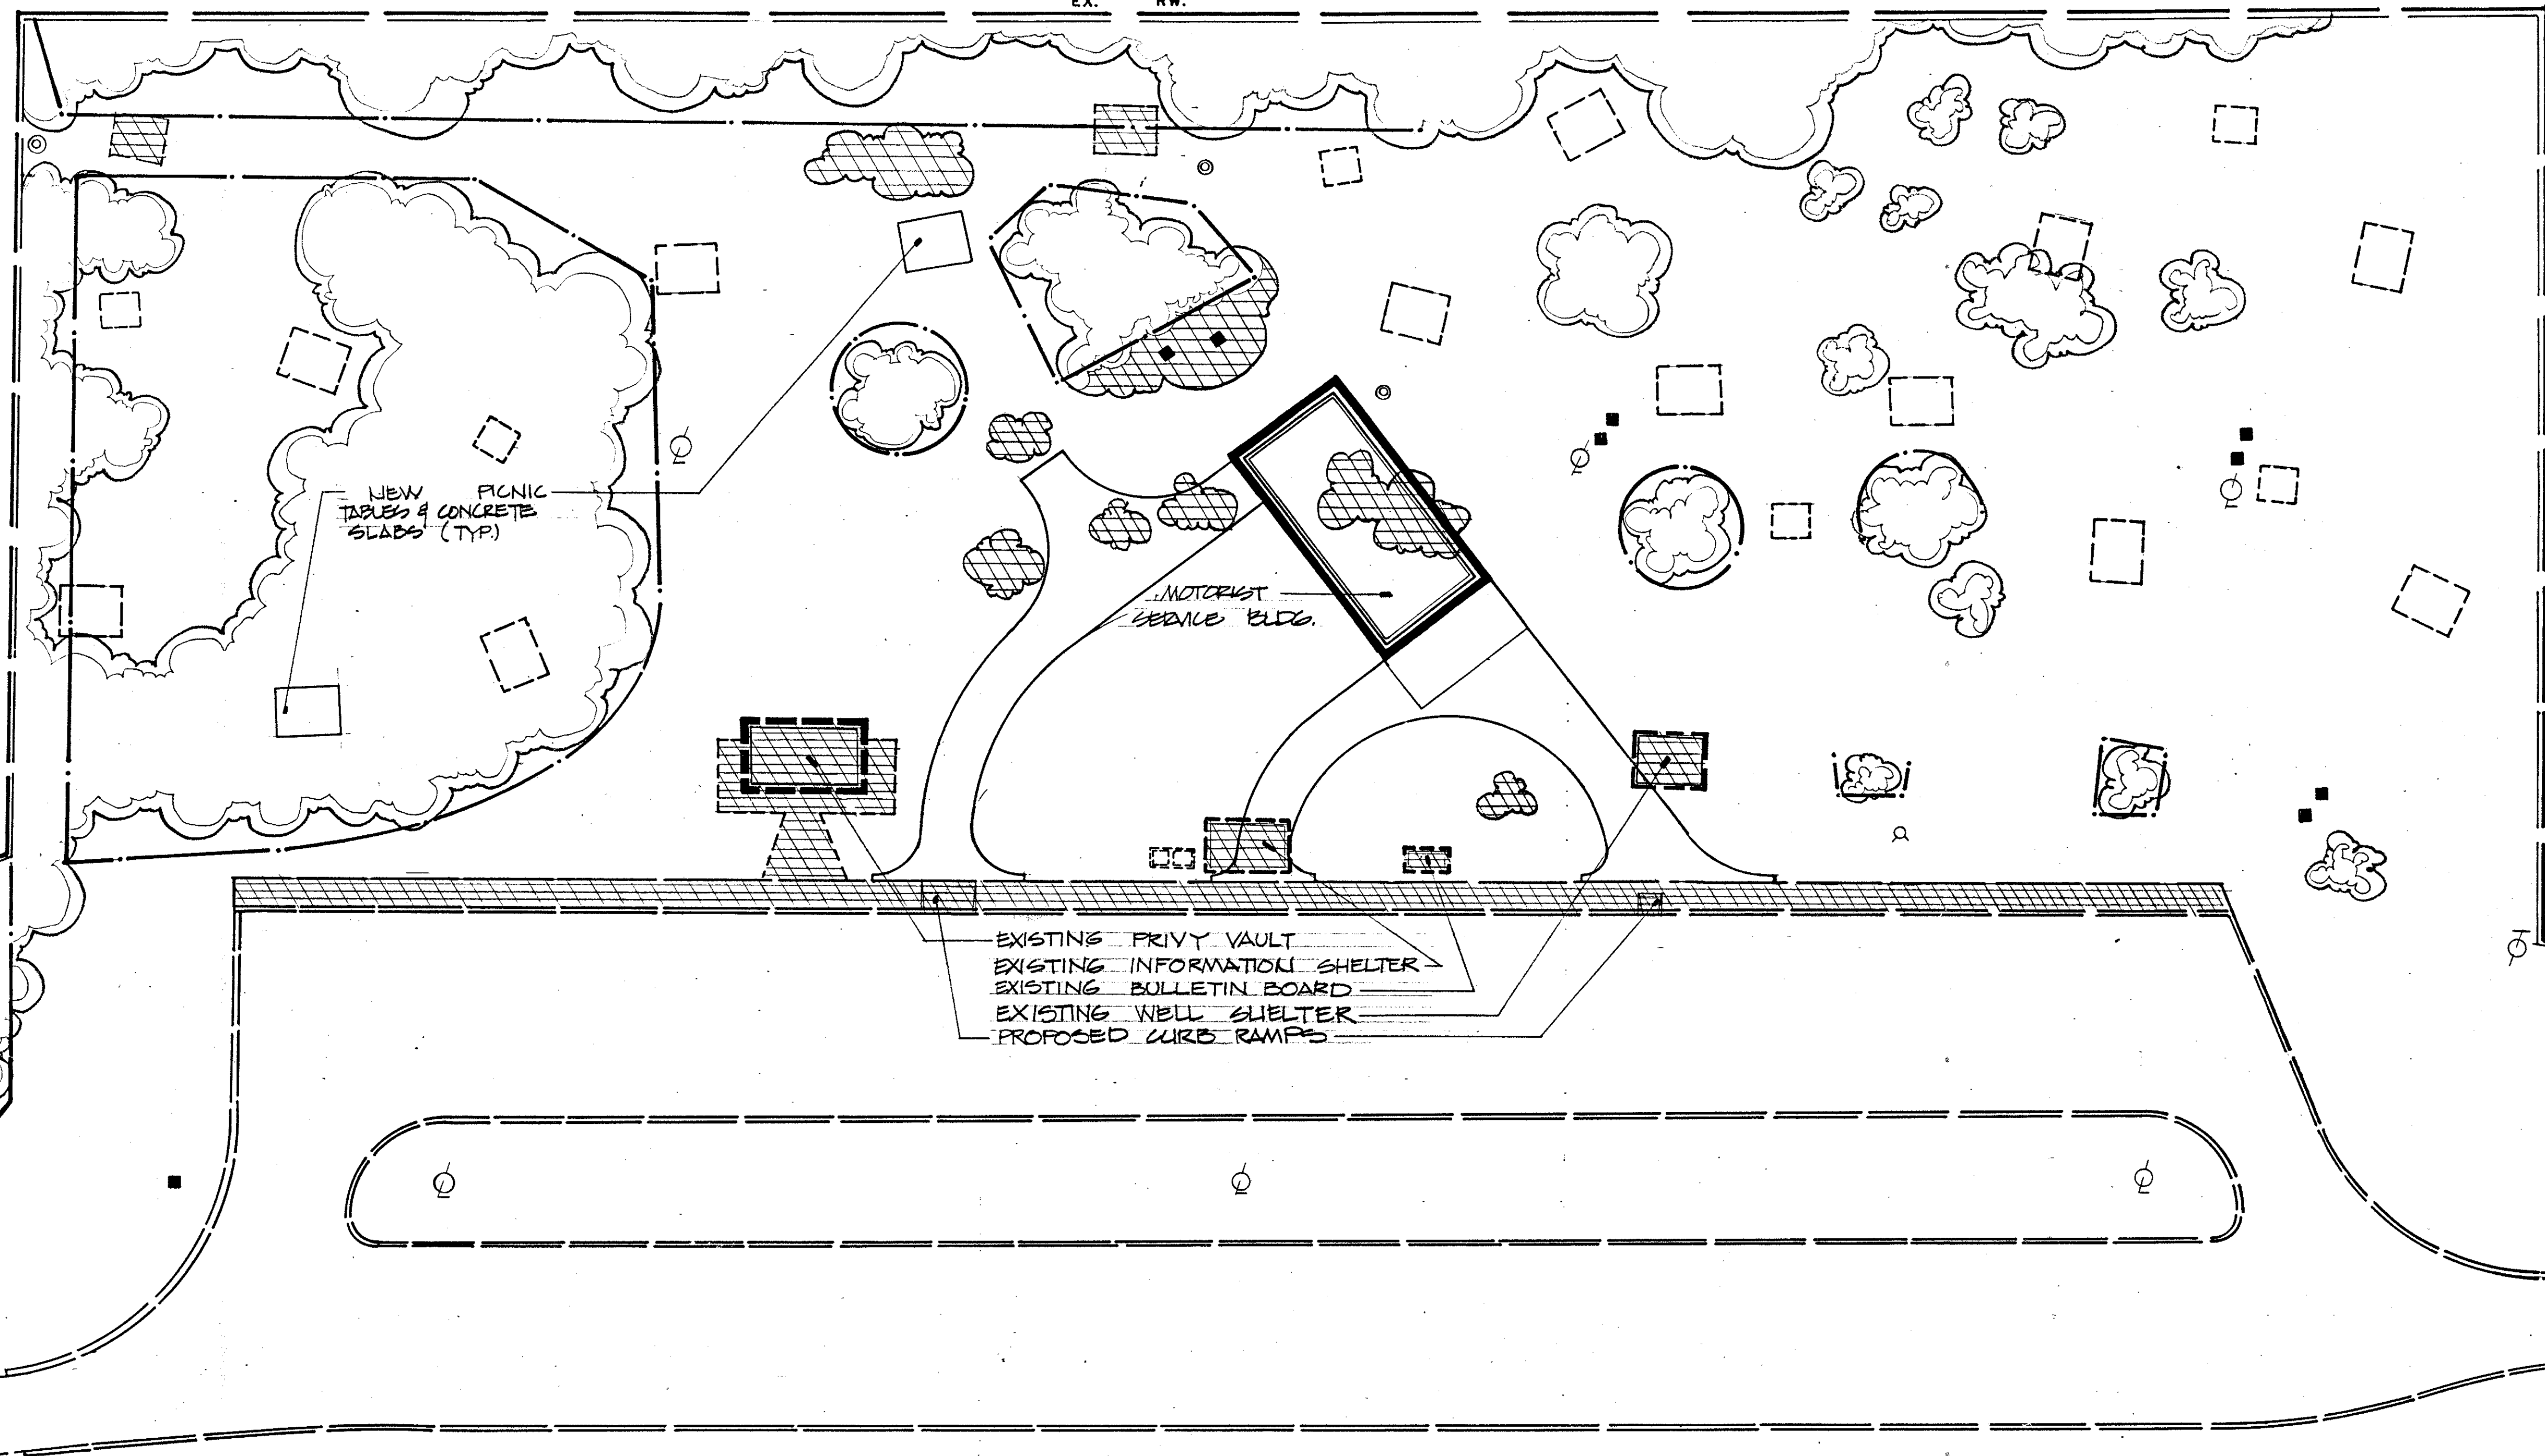 EX. RW.
NEW PICNIC
TABLES & CONCRETE
SLABS (TYP.)
MOTORIST
SERVICE BLDG.
EXISTING PRIVY VAULT
EXISTING INFORMATION SHELTER
EXISTING BULLETIN BOARD
EXISTING WELL SHELTER
PROPOSED CURB RAMPS